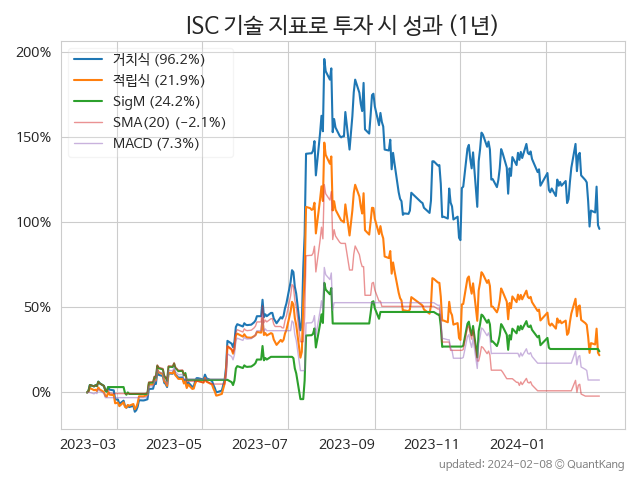 ISC 기술 지표로 투자 시 성과 (1년)
거치식 (96.2%)
적립식 (21.9%)
SigM (24.2%)
SMA(20) (−2.1%)
MACD (7.3%)
200%
150%
100%
50%
0%
2023-03 2023-05 2023-07 2023-09 2023-11 2024-01
updated: 2024-02-08 © QuantKang